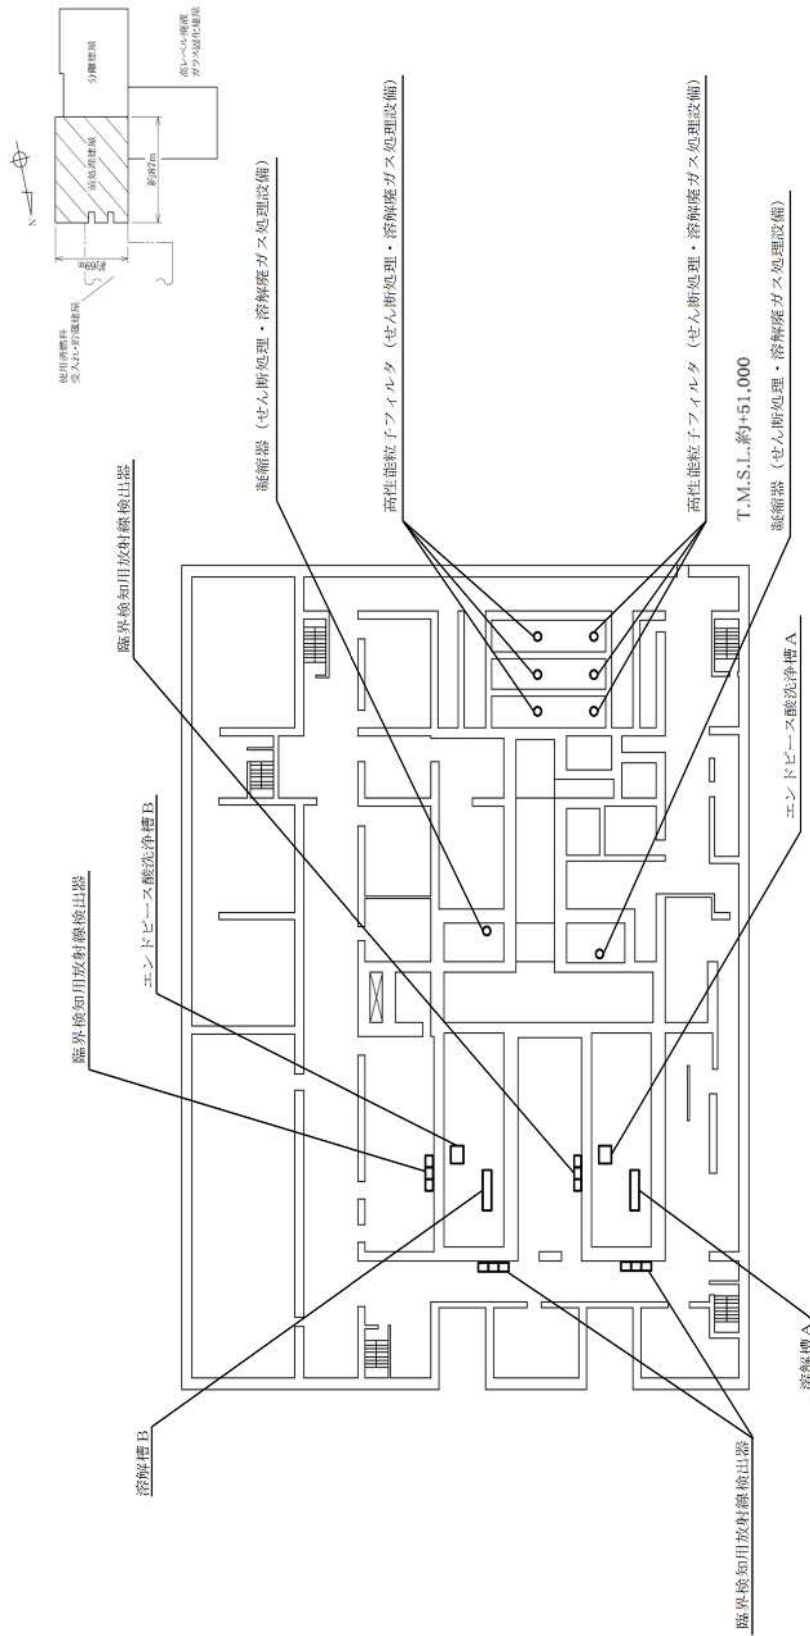 使用済燃料
受入れ・貯蔵建屋
N
前処理建屋
分離建屋
高レベル廃液
ガラス固化建屋
約69m
約87m
溶解槽B
臨界検知用放射線検出器
エンドピース酸洗浄槽B
臨界検知用放射線検出器
凝縮器（せん断処理・溶解廃ガス処理設備）
高性能粒子フィルタ（せん断処理・溶解廃ガス処理設備）
高性能粒子フィルタ（せん断処理・溶解廃ガス処理設備）
T.M.S.L.約+51,000
凝縮器（せん断処理・溶解廃ガス処理設備）
エンドピース酸洗浄槽A
溶解槽A
臨界検知用放射線検出器